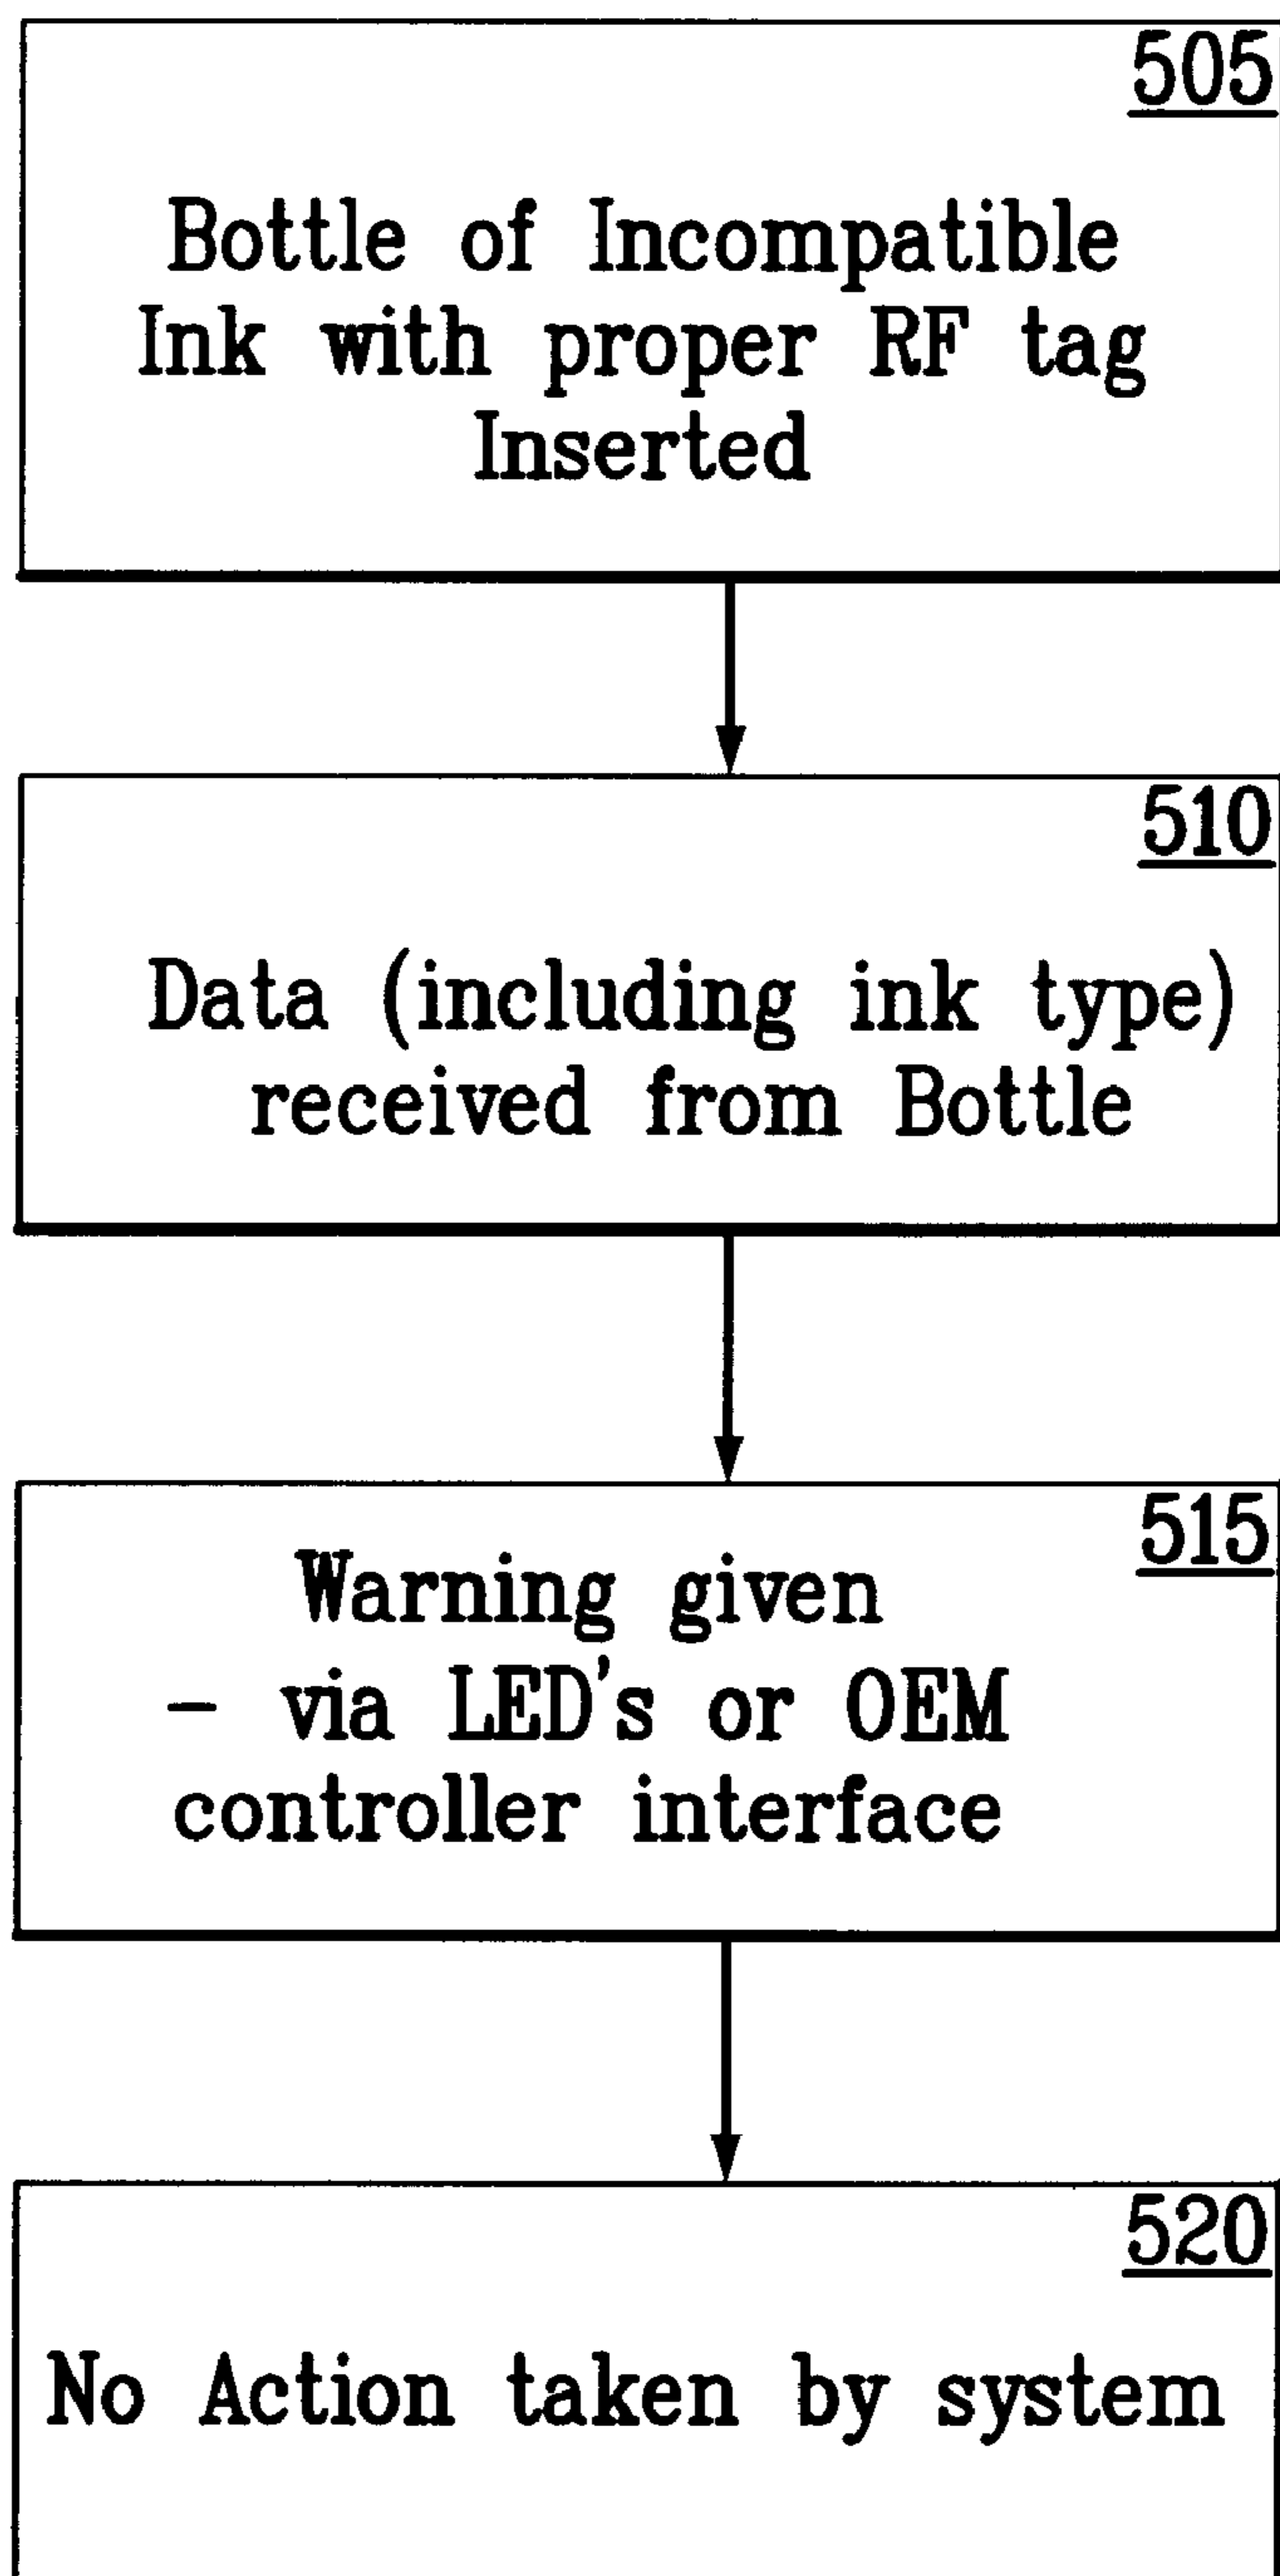 505
Bottle of Incompatible
Ink with proper RF tag
Inserted
510
Data (including ink type)
received from Bottle
515
Warning given
- via LED's or OEM
controller interface
520
No Action taken by system